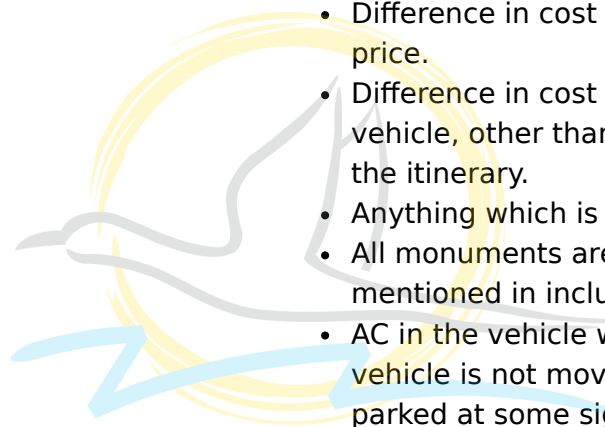 • Difference in cost
price.
• Difference in cost
vehicle, other than
the itinerary.
• Anything which is
• All monuments are
mentioned in inclu
• AC in the vehicle
vehicle is not mov
parked at some